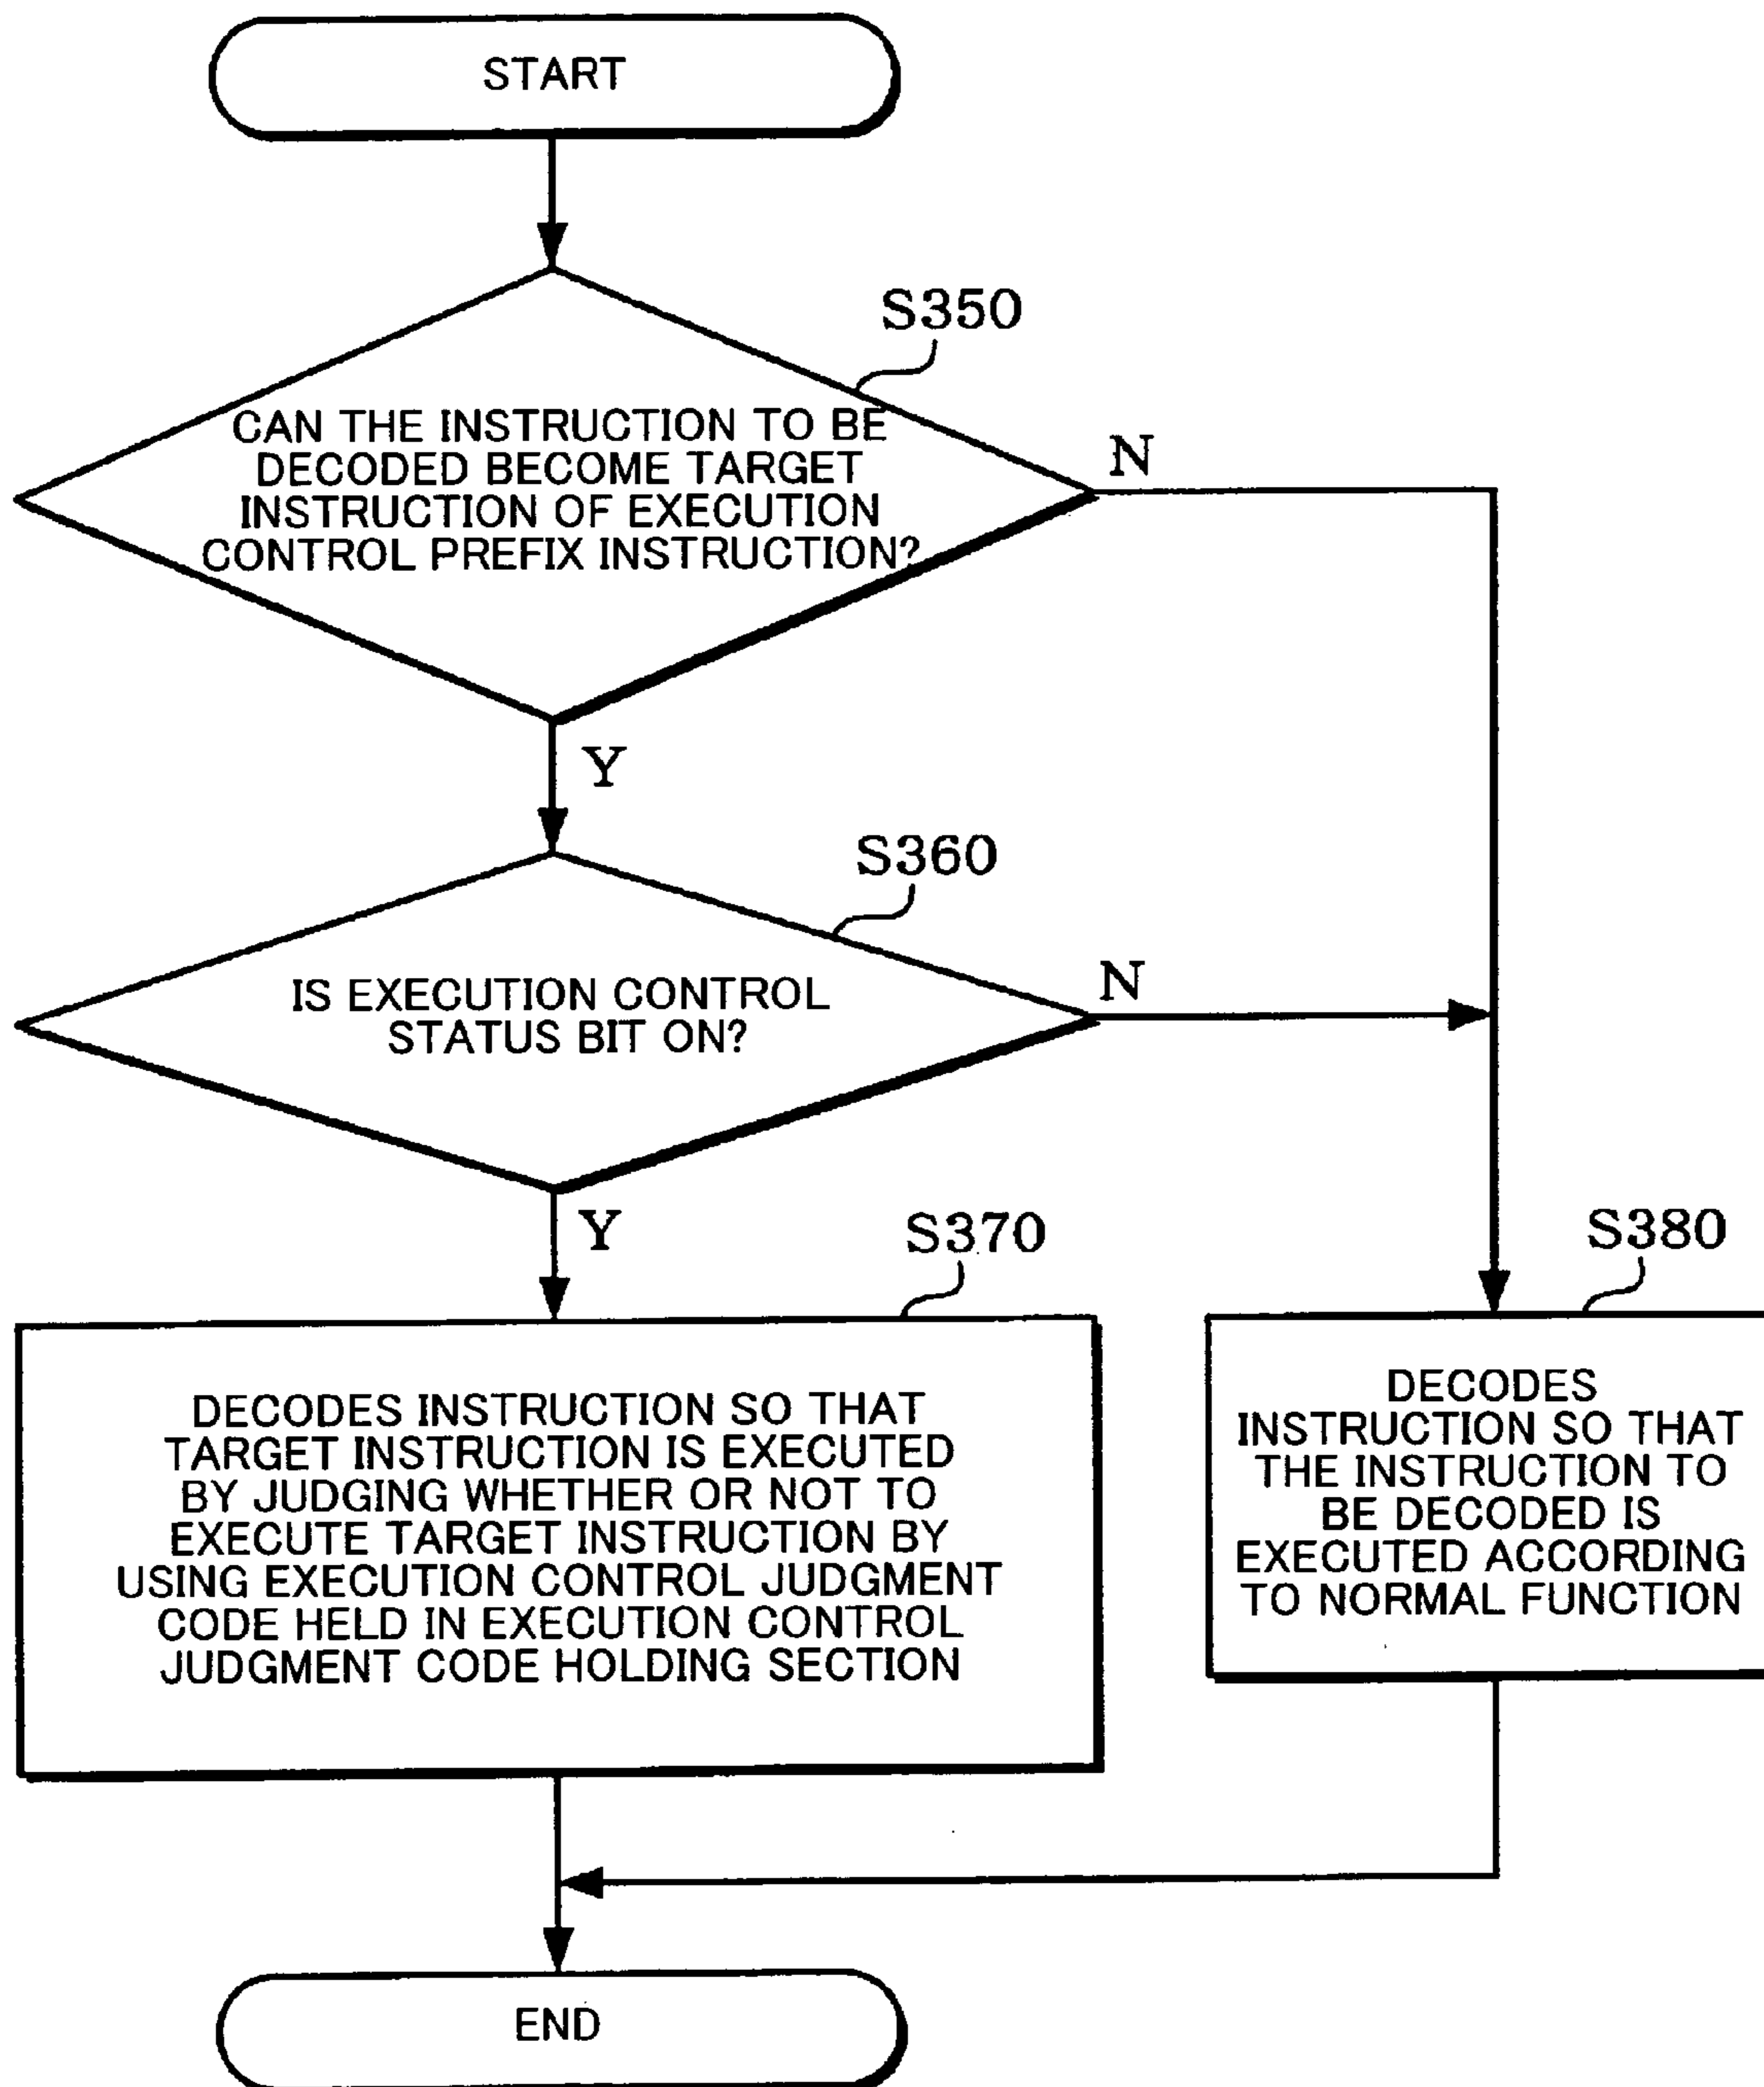 START
S350
CAN THE INSTRUCTION TO BE
DECODED BECOME TARGET
INSTRUCTION OF EXECUTION
CONTROL PREFIX INSTRUCTION?
N
Y
S360
IS EXECUTION CONTROL
STATUS BIT ON?
N
Y
S370
DECODES INSTRUCTION SO THAT
TARGET INSTRUCTION IS EXECUTED
BY JUDGING WHETHER OR NOT TO
EXECUTE TARGET INSTRUCTION BY
USING EXECUTION CONTROL JUDGMENT
CODE HELD IN EXECUTION CONTROL
JUDGMENT CODE HOLDING SECTION
S380
DECODES
INSTRUCTION SO THAT
THE INSTRUCTION TO
BE DECODED IS
EXECUTED ACCORDING
TO NORMAL FUNCTION
END